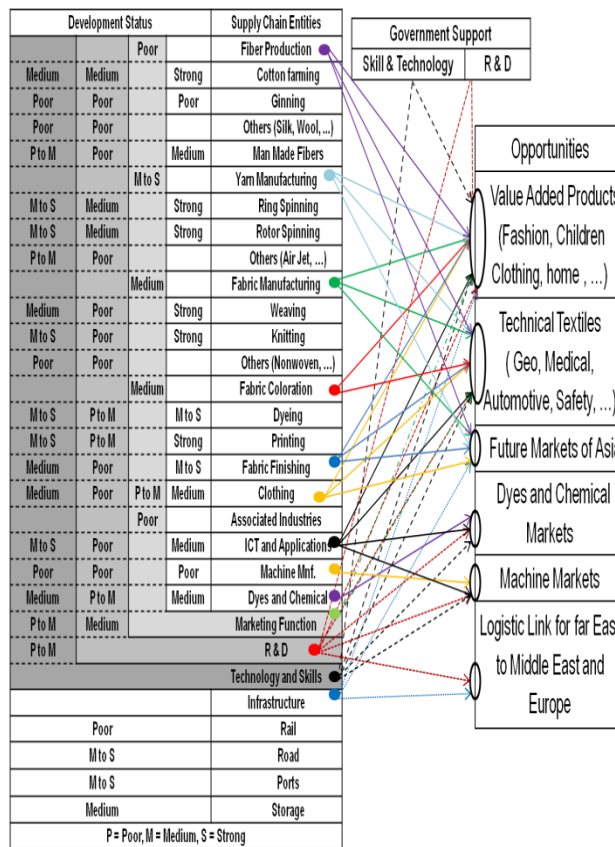 Development Status Supply Chain Entities
Poor Fiber Production
Medium Medium Strong Cotton farming
Poor Poor Poor Ginning
Poor Poor Others (Silk, Wool, ...)
P to M Poor Medium Man Made Fibers
M to S Yarn Manufacturing
M to S Medium Strong Ring Spinning
M to S Medium Strong Rotor Spinning
P to M Poor Others (Air Jet, ...)
Medium Fabric Manufacturing
Medium Poor Strong Weaving
M to S Poor Strong Knitting
Poor Poor Others (Nonwoven, ...)
Medium Fabric Coloration
M to S P to M M to S Dyeing
M to S P to M Strong Printing
Medium Poor M to S Fabric Finishing
Medium Poor P to M Medium Clothing
Poor Associated Industries
M to S Poor Medium ICT and Applications
Poor Poor Poor Machine Mnf.
Medium P to M Medium Dyes and Chemical
P to M Medium Marketing Function
P to M R & D
Technology and Skills
Infrastructure
Poor Rail
M to S Road
M to S Ports
Medium Storage
P = Poor, M = Medium, S = Strong
Government Support
Skill & Technology R & D
Opportunities
Value Added Products
(Fashion, Children
Clothing, home , ...)
Technical Textiles
( Geo, Medical,
Automotive, Safety, ...)
Future Markets of Asia
Dyes and Chemical
Markets
Machine Markets
Logistic Link for far East
to Middle East and
Europe